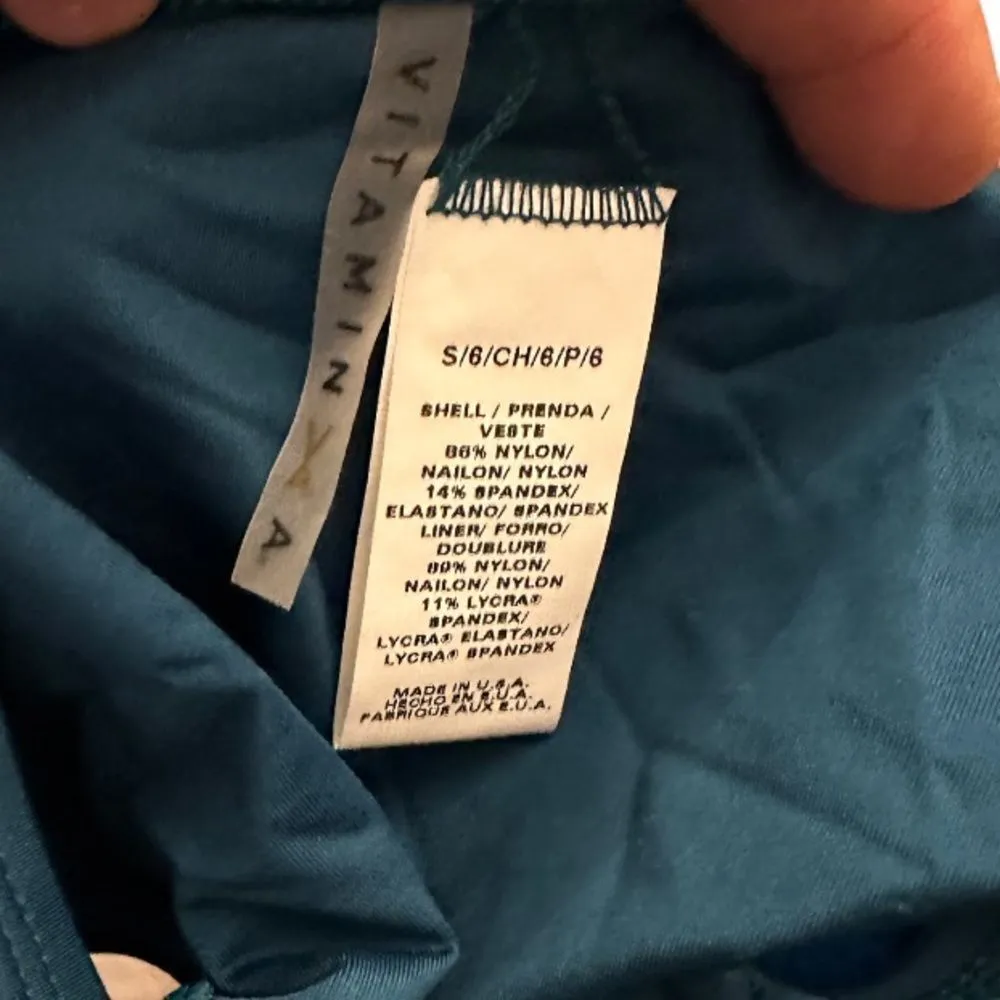 VITAMIN A
S/6/CH/6/P/6
SHELL / PRENDA /
VESTE
86% NYLON/
NAILON/ NYLON
14% SPANDEX/
ELASTANO/ SPANDEX
LINER/ FORRO/
DOUBLURE
89% NYLON/
NAILON/ NYLON
11% LYCRA®
SPANDEX/
LYCRA® ELASTANO/
LYCRA® SPANDEX
MADE IN U.S.A.
HECHO EN E.U.A.
FABRIQUE AUX E.U.A.